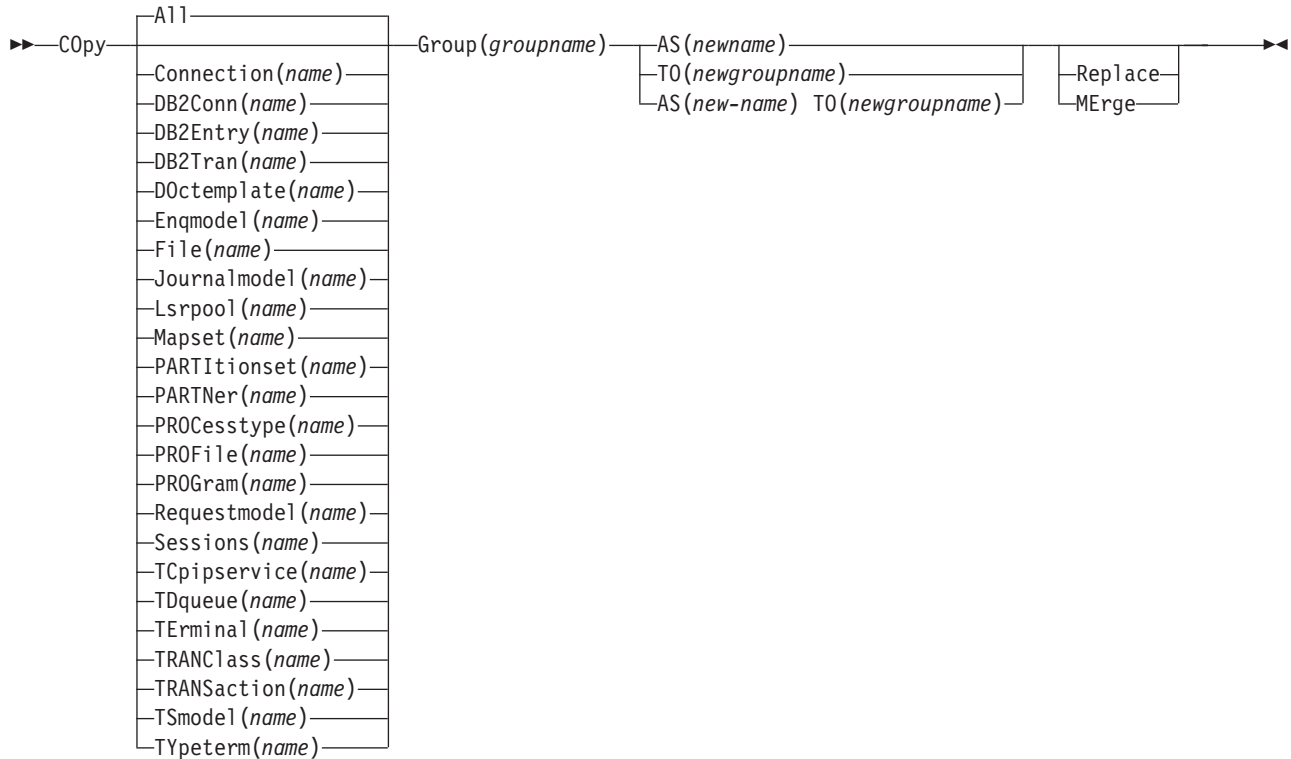 All
COpy Group(groupname) AS(newname)
Connection(name) TO(newgroupname) Replace
DB2Conn(name) AS(new-name) TO(newgroupname) MErge
DB2Entry(name)
DB2Tran(name)
DOctemplate(name)
Enqmodel(name)
File(name)
Journalmodel(name)
Lsrpool(name)
Mapset(name)
PARTItionset(name)
PARTNer(name)
PROCesstype(name)
PROFile(name)
PROGram(name)
Requestmodel(name)
Sessions(name)
TCpipservice(name)
TDqueue(name)
TErminal(name)
TRANClass(name)
TRANSaction(name)
TSmodel(name)
TYpeterm(name)